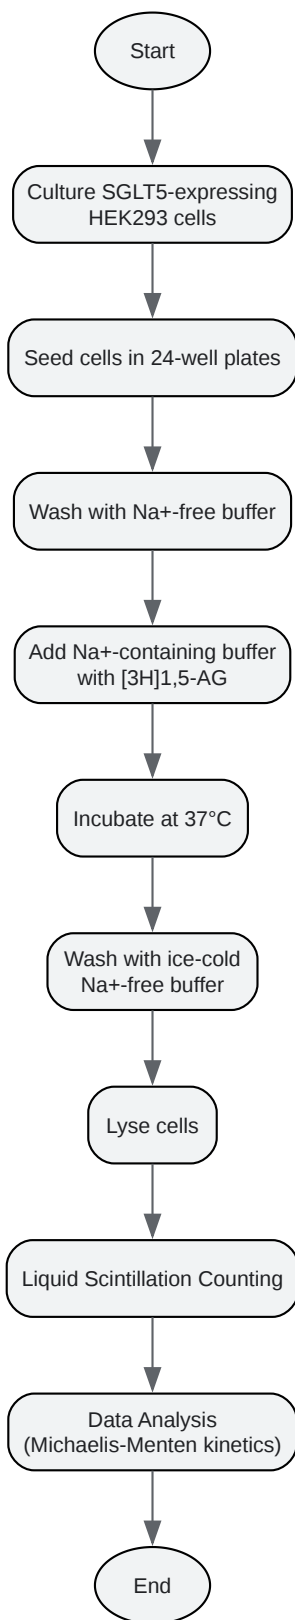 Start
Culture SGLT5-expressing
HEK293 cells
Seed cells in 24-well plates
Wash with Na+-free buffer
Add Na+-containing buffer
with [3H]1,5-AG
Incubate at 37°C
Wash with ice-cold
Na+-free buffer
Lyse cells
Liquid Scintillation Counting
Data Analysis
(Michaelis-Menten kinetics)
End